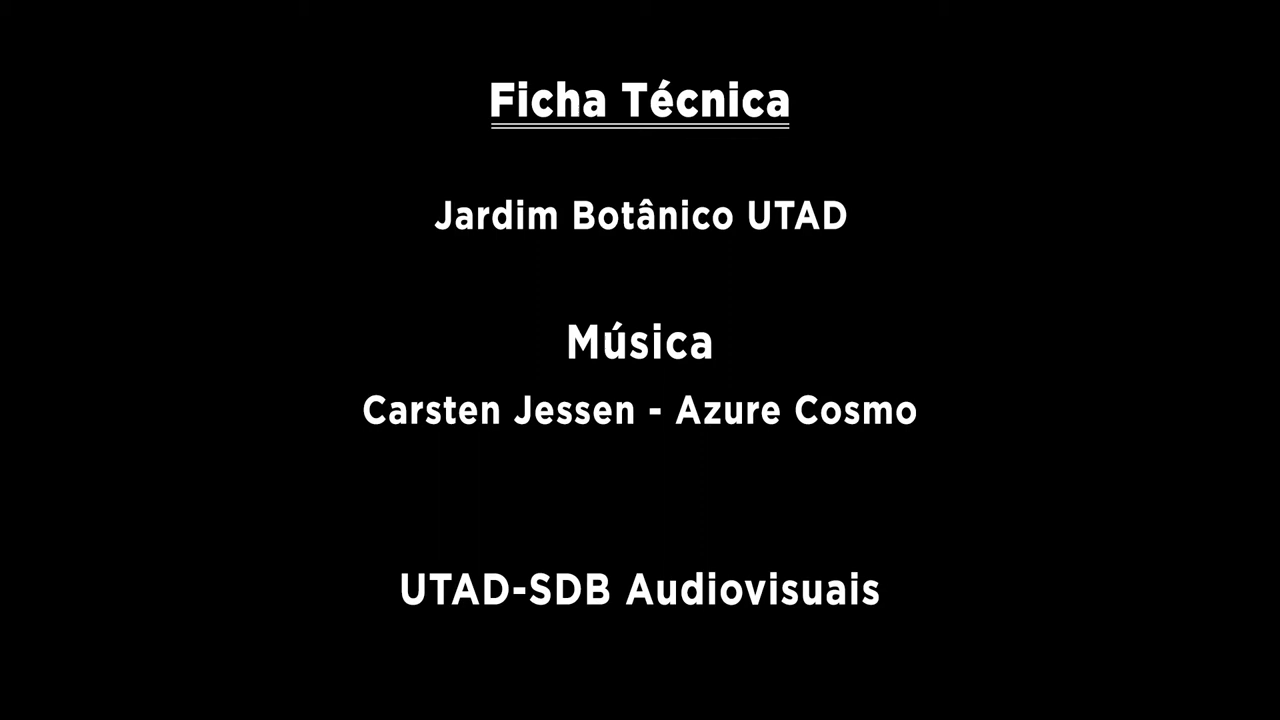 Ficha Técnica
Jardim Botânico UTAD
Música
Carsten Jessen - Azure Cosmo
UTAD-SDB Audiovisuais